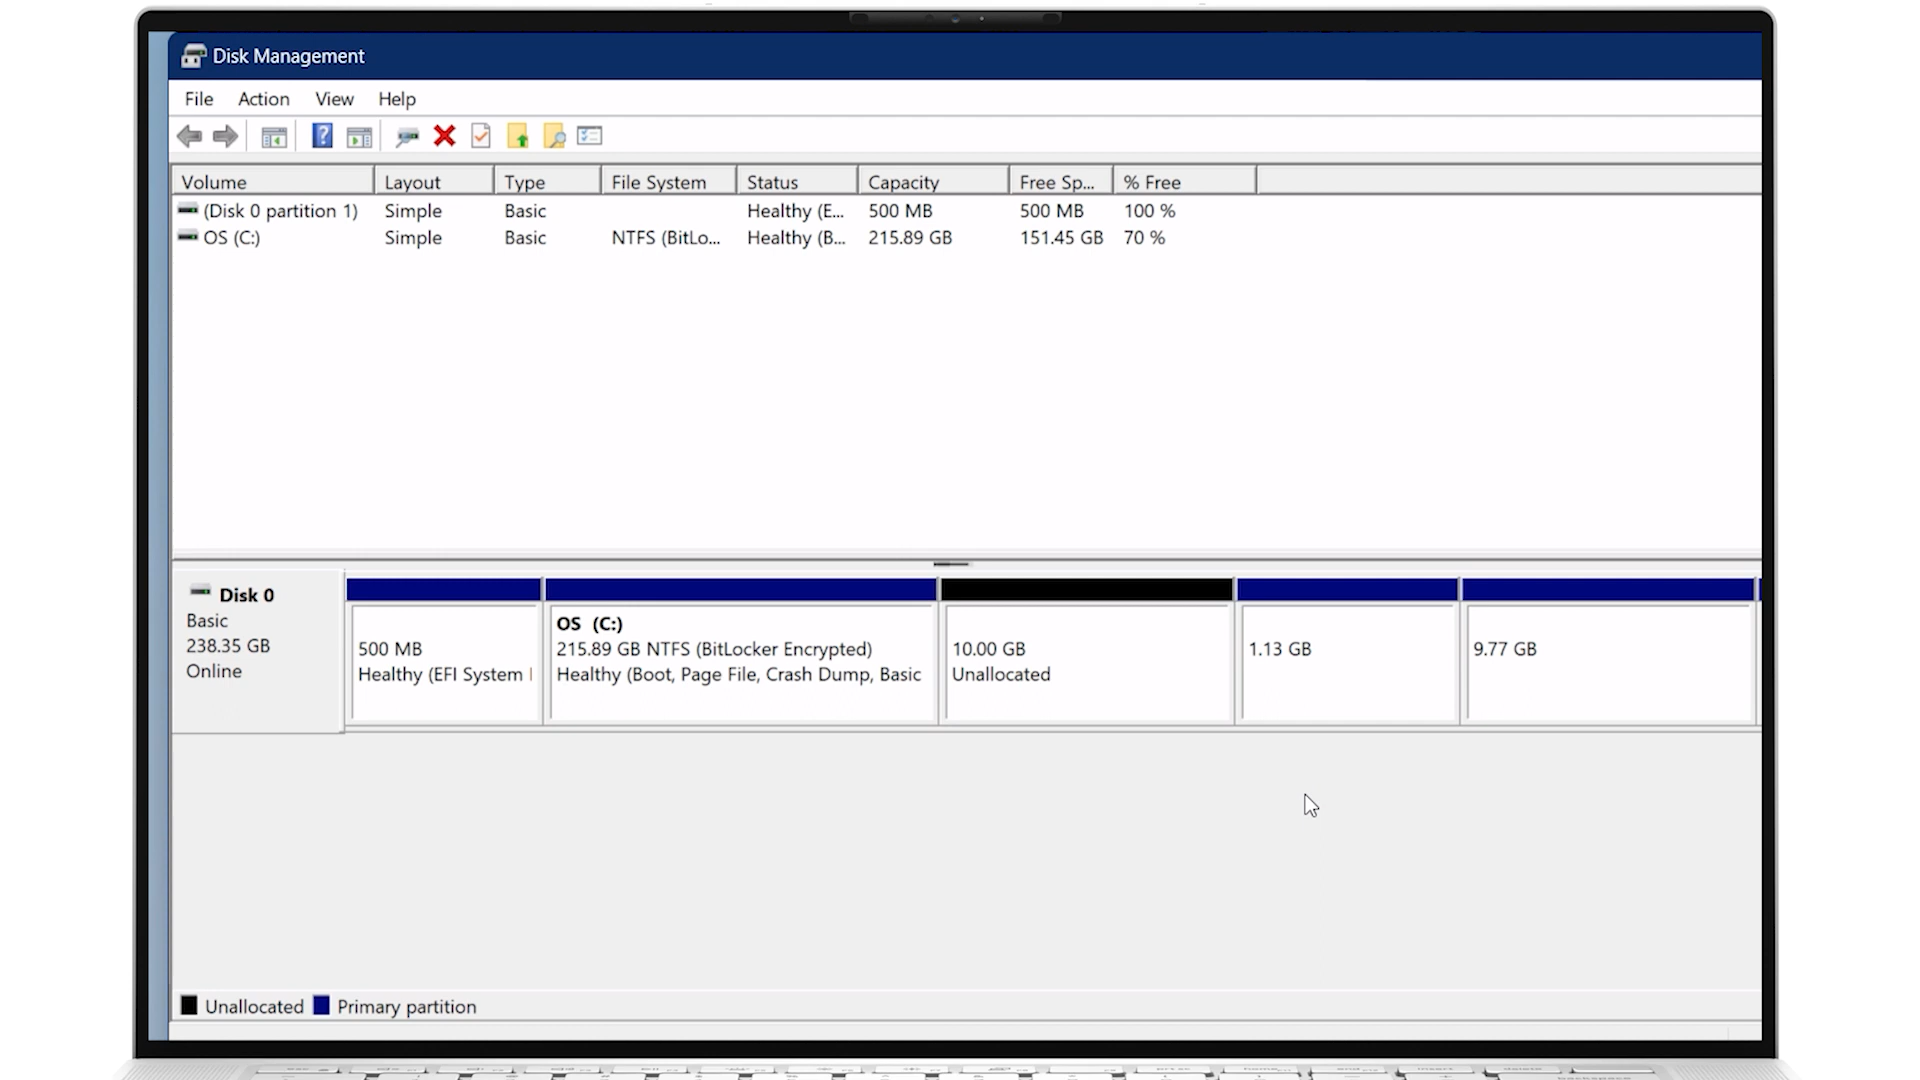 Disk Management
File Action View Help
Volume Layout Type File System Status Capacity Free Sp... % Free
(Disk 0 partition 1) Simple Basic Healthy (E... 500 MB 500 MB 100 %
OS (C:) Simple Basic NTFS (BitLo... Healthy (B... 215.89 GB 151.45 GB 70 %
Disk 0
Basic
238.35 GB
Online
500 MB
Healthy (EFI System
OS (C:)
215.89 GB NTFS (BitLocker Encrypted)
Healthy (Boot, Page File, Crash Dump, Basic
10.00 GB
Unallocated
1.13 GB
9.77 GB
Unallocated Primary partition